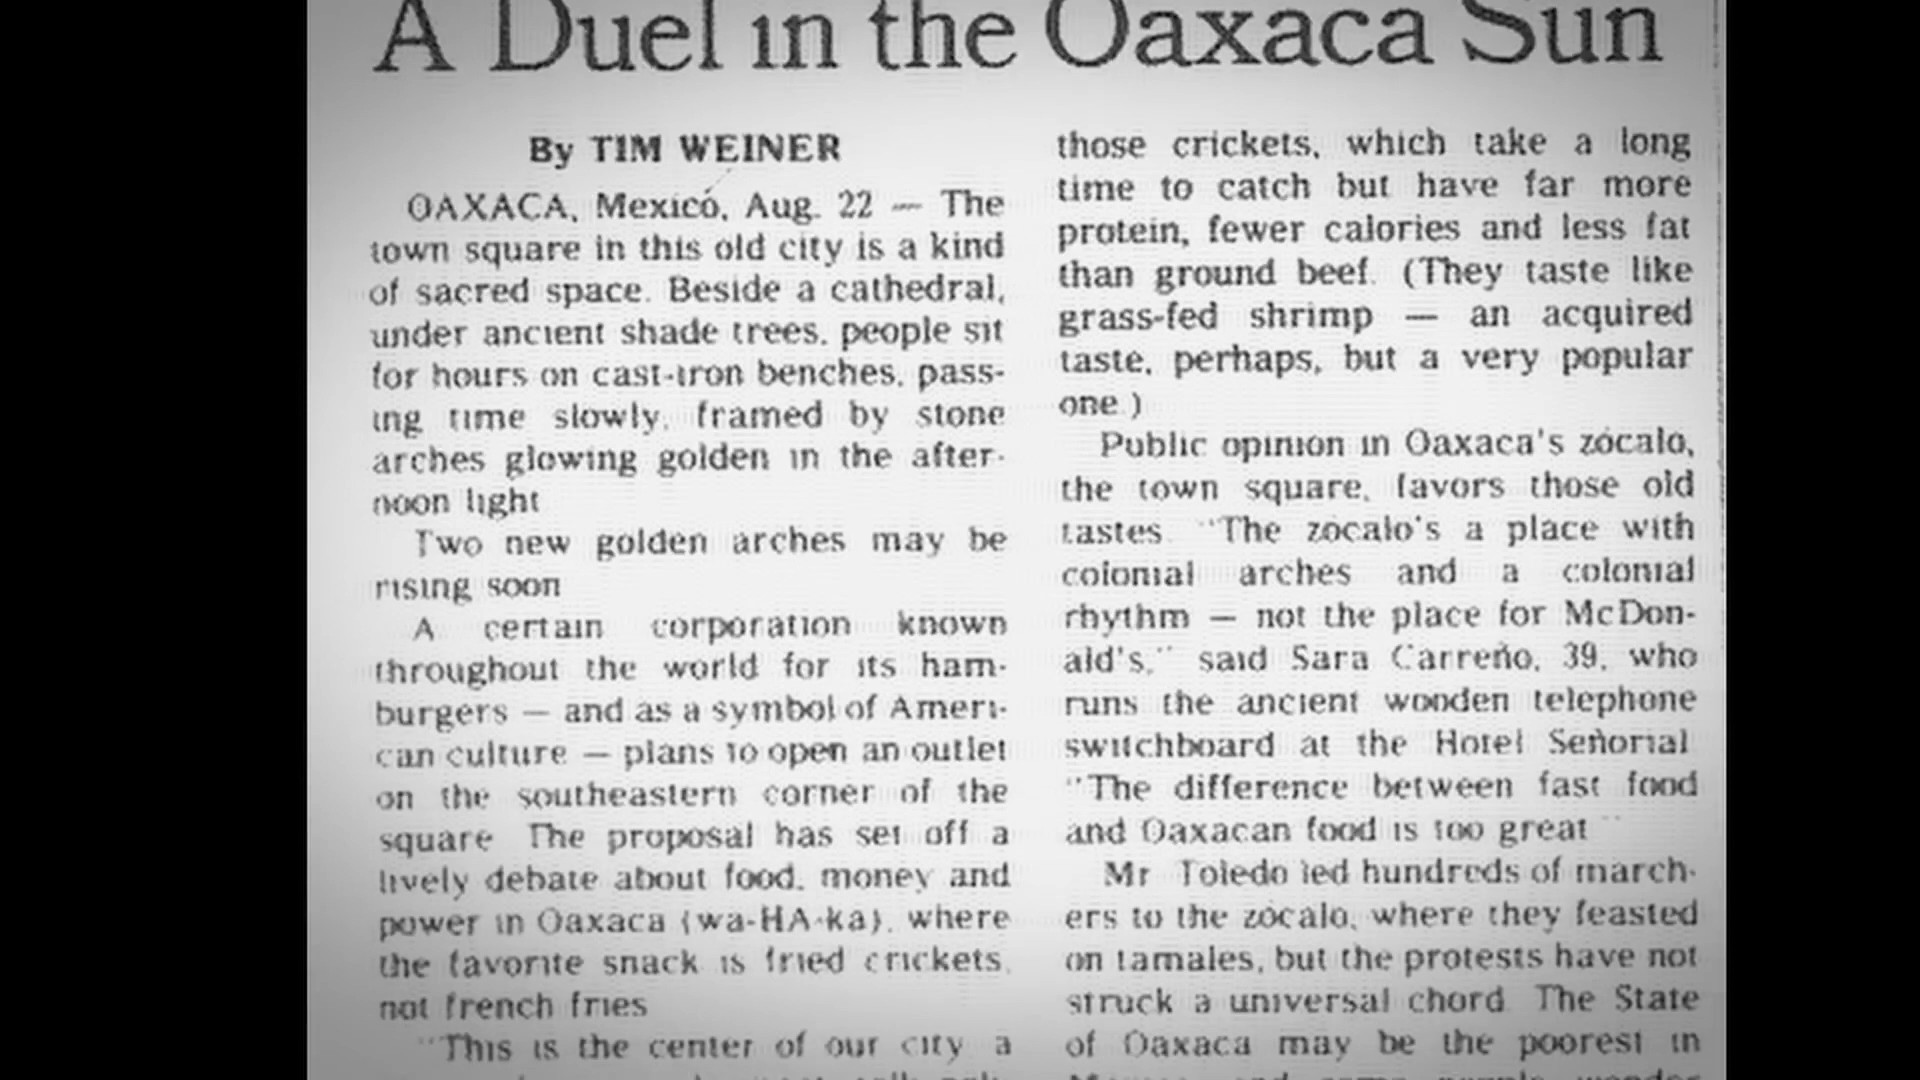 A Duel in the Oaxaca Sun
By TIM WEINER
OAXACA, Mexico, Aug. 22 — The
town square in this old city is a kind
of sacred space. Beside a cathedral,
under ancient shade trees, people sit
for hours on cast-iron benches, pass-
ing time slowly, framed by stone
arches glowing golden in the after-
noon light
Two new golden arches may be
rising soon
A certain corporation known
throughout the world for its ham-
burgers — and as a symbol of Ameri-
can culture — plans to open an outlet
on the southeastern corner of the
square The proposal has set off a
lively debate about food, money and
power in Oaxaca (wa-HA-ka), where
the favorite snack is fried crickets,
not french fries
"This is the center of our city, a
those crickets, which take a long
time to catch but have far more
protein, fewer calories and less fat
than ground beef. (They taste like
grass-fed shrimp — an acquired
taste, perhaps, but a very popular
one.)
Public opinion in Oaxaca's zócalo,
the town square, favors those old
tastes. "The zócalo's a place with
colonial arches and a colonial
rhythm — not the place for McDon-
ald's," said Sara Carreño, 39, who
runs the ancient wooden telephone
switchboard at the Hotel Señorial
"The difference between fast food
and Oaxacan food is too great"
Mr Toledo led hundreds of march-
ers to the zócalo, where they feasted
on tamales, but the protests have not
struck a universal chord. The State
of Oaxaca may be the poorest in